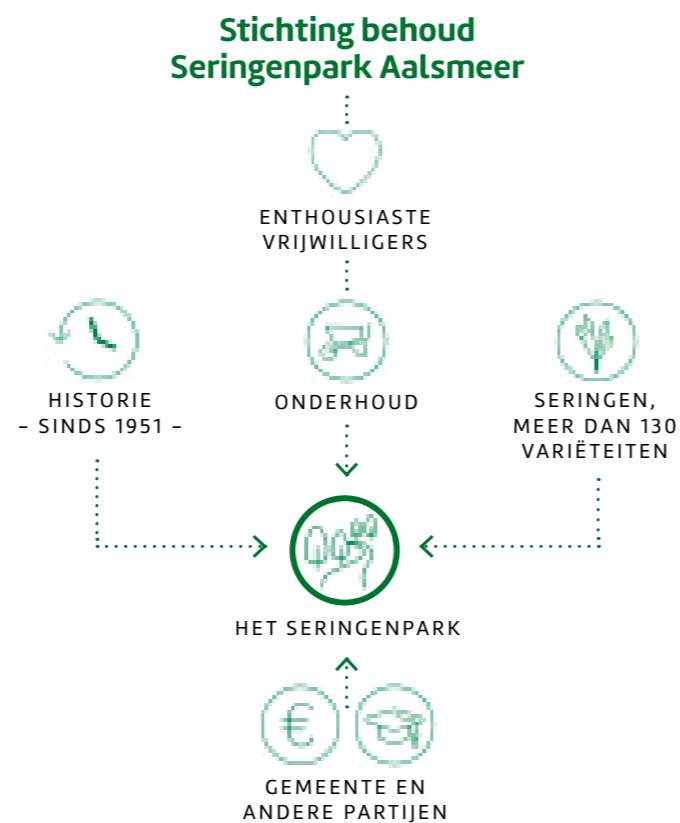 Stichting behoud
Seringenpark Aalsmeer
ENTHOUSIASTE
VRIJWILLIGERS
HISTORIE
– SINDS 1951 –
ONDERHOUD
SERINGEN,
MEER DAN 130
VARIËTEITEN
HET SERINGENPARK
€
GEMEENTE EN
ANDERE PARTIJEN